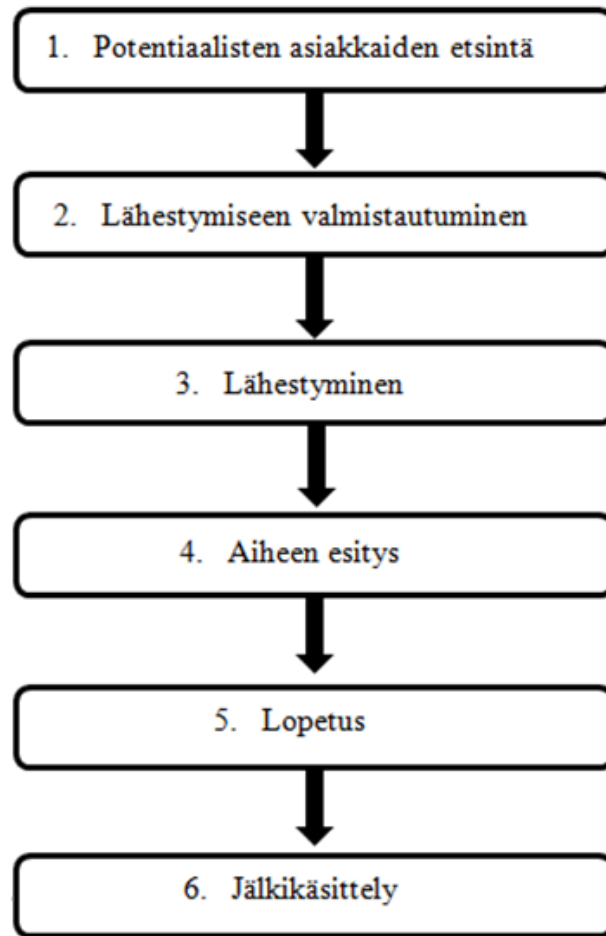 1. Potentiaalisten asiakkaiden etsintä
2. Lähestymiseen valmistautuminen
3. Lähestyminen
4. Aiheen esitys
5. Lopetus
6. Jälkikäsittely